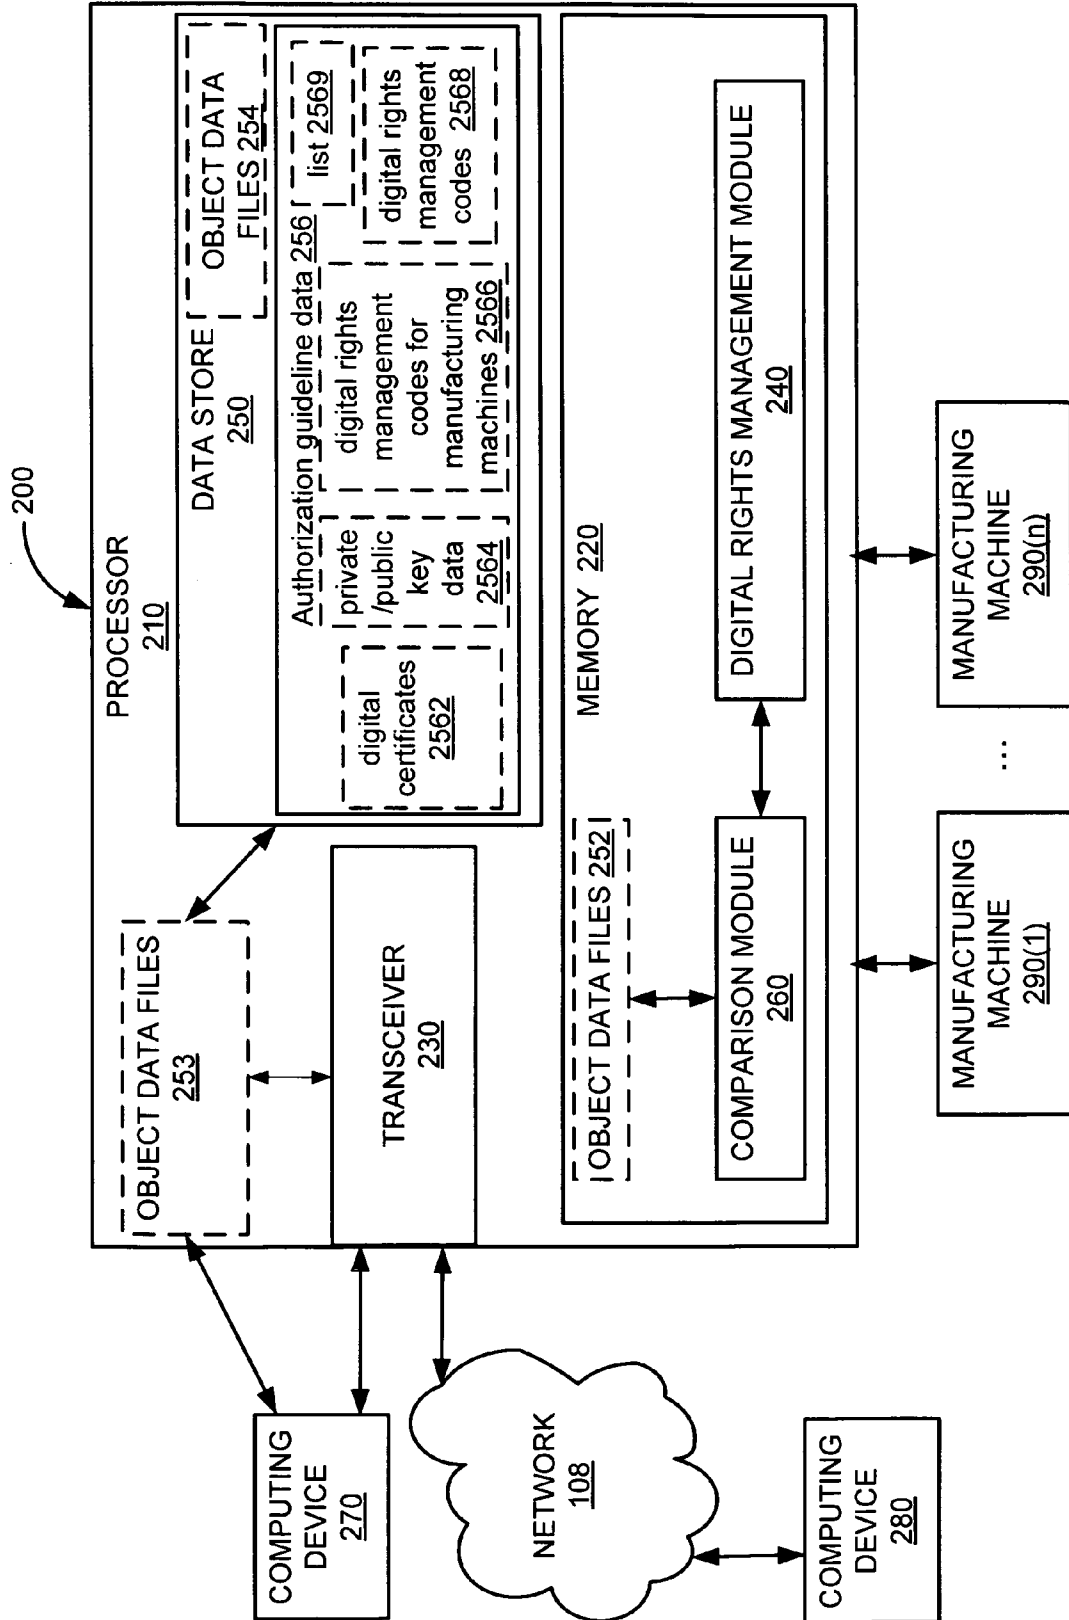 200
PROCESSOR
210
DATA STORE
250
OBJECT DATA
FILES 254
Authorization guideline data 256
list 2569
digital
certificates
2562
private
/public
key
data
2564
digital rights
management
codes for
manufacturing
machines 2566
digital rights
management
codes 2568
OBJECT DATA FILES
253
TRANSCEIVER
230
MEMORY 220
OBJECT DATA FILES 252
COMPARISON MODULE
260
DIGITAL RIGHTS MANAGEMENT MODULE
240
COMPUTING
DEVICE
270
NETWORK
108
COMPUTING
DEVICE
280
MANUFACTURING
MACHINE
290(1)
...
MANUFACTURING
MACHINE
290(n)